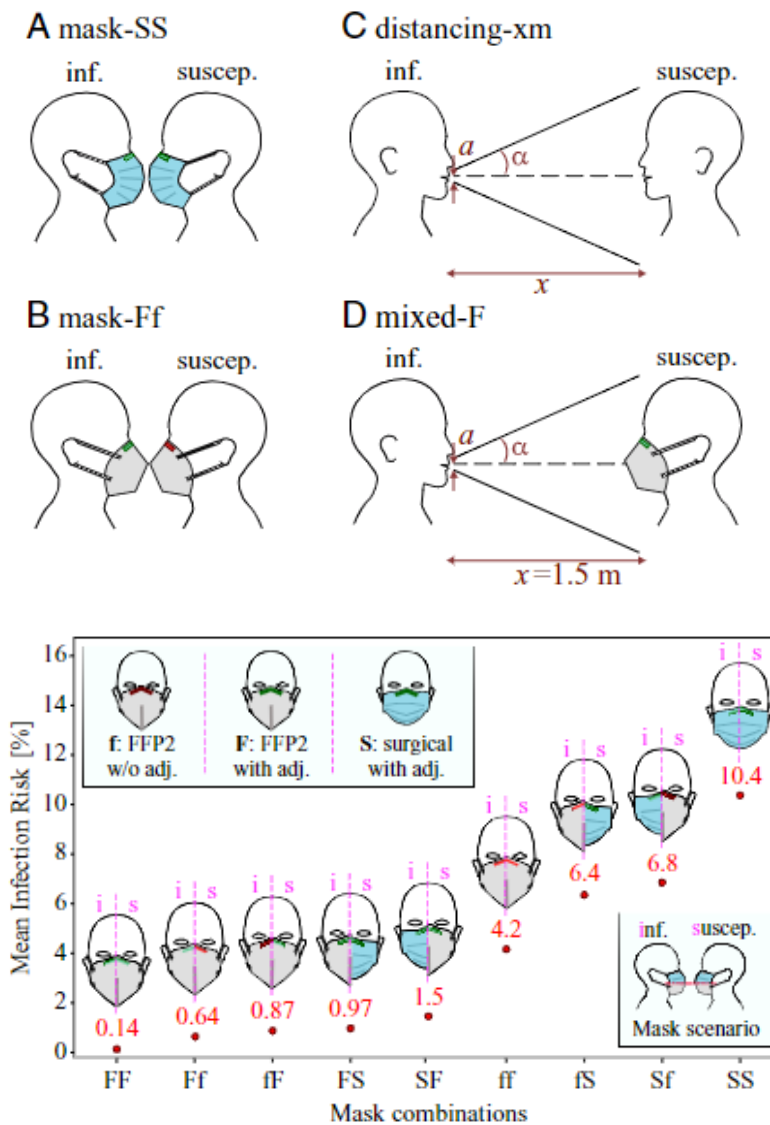 A mask-SS
inf. suscep.
C distancing-xm
inf. suscep.
a α
x
B mask-Ff
inf. suscep.
D mixed-F
inf. suscep.
a α
x=1.5 m
Mean Infection Risk [%]
16
14
12
10
8
6
4
2
0
f: FFP2 w/o adj.
F: FFP2 with adj.
S: surgical with adj.
i s
0.14
i s
0.64
i s
0.87
i s
0.97
i s
1.5
i s
4.2
i s
6.4
i s
6.8
i s
10.4
inf. suscep.
Mask scenario
FF Ff fF FS SF ff fS Sf SS
Mask combinations